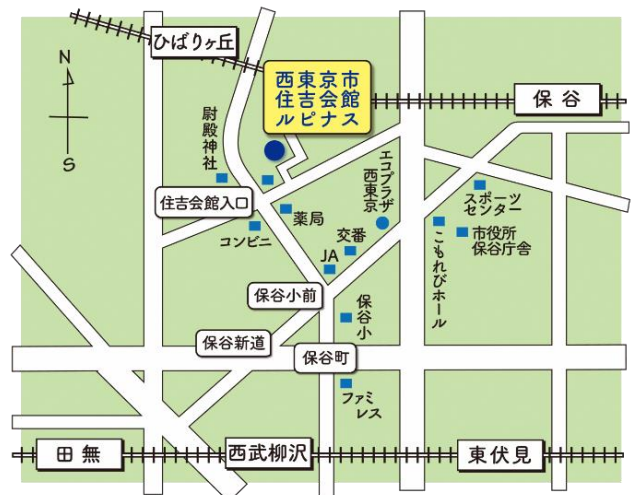 ひばりヶ丘
N
S
西東京市
住吉会館
ルピナス
保谷
尉殿神社
住吉会館入口
コンビニ
薬局
エコプラザ
西東京
スポーツ
センター
交番
JA
こもれびホール
市役所
保谷庁舎
保谷小前
保谷小
保谷新道
保谷町
ファミ
レス
田無
西武柳沢
東伏見